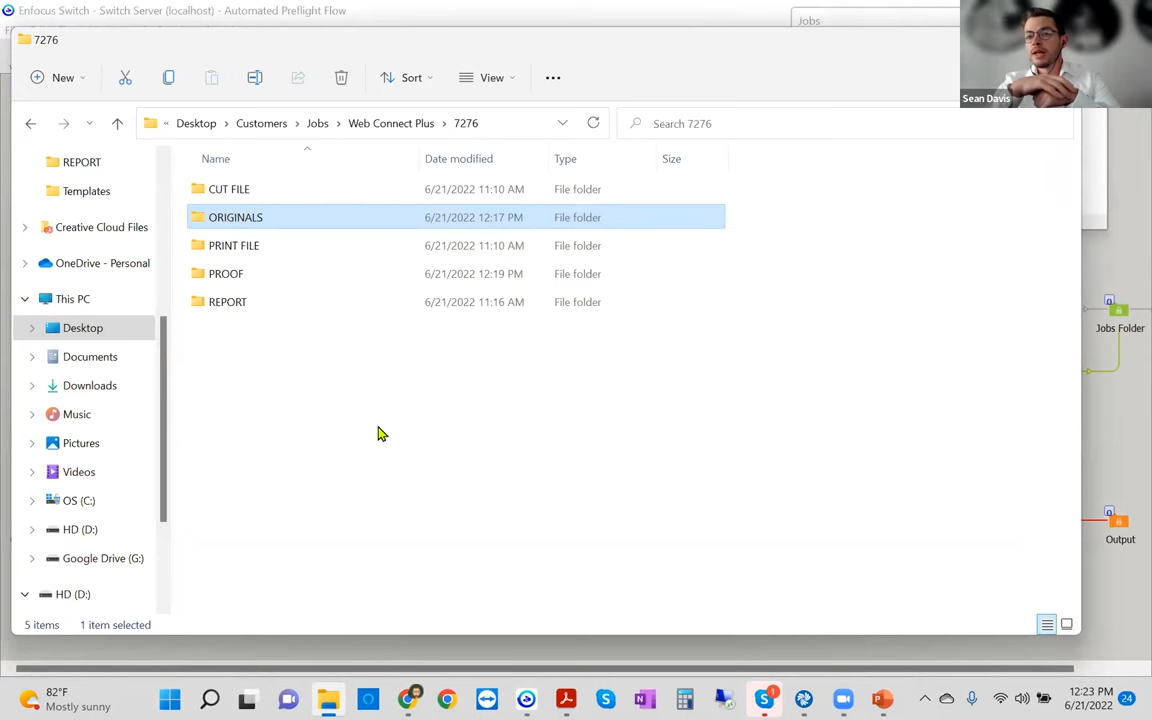 Enfocus Switch - Switch Server (localhost) - Automated Preflight Flow
Jobs
7276
New
Sort
View
Sean Davis
« Desktop > Customers > Jobs > Web Connect Plus > 7276
Search 7276
Name Date modified Type Size
REPORT
Templates
Creative Cloud Files
OneDrive - Personal
This PC
Desktop
Documents
Downloads
Music
Pictures
Videos
OS (C:)
HD (D:)
Google Drive (G:)
HD (D:)
CUT FILE 6/21/2022 11:10 AM File folder
ORIGINALS 6/21/2022 12:17 PM File folder
PRINT FILE 6/21/2022 11:10 AM File folder
PROOF 6/21/2022 12:19 PM File folder
REPORT 6/21/2022 11:16 AM File folder
0
Jobs Folder
0
Output
5 items 1 item selected
82°F
Mostly sunny
1
12:23 PM
6/21/2022
24